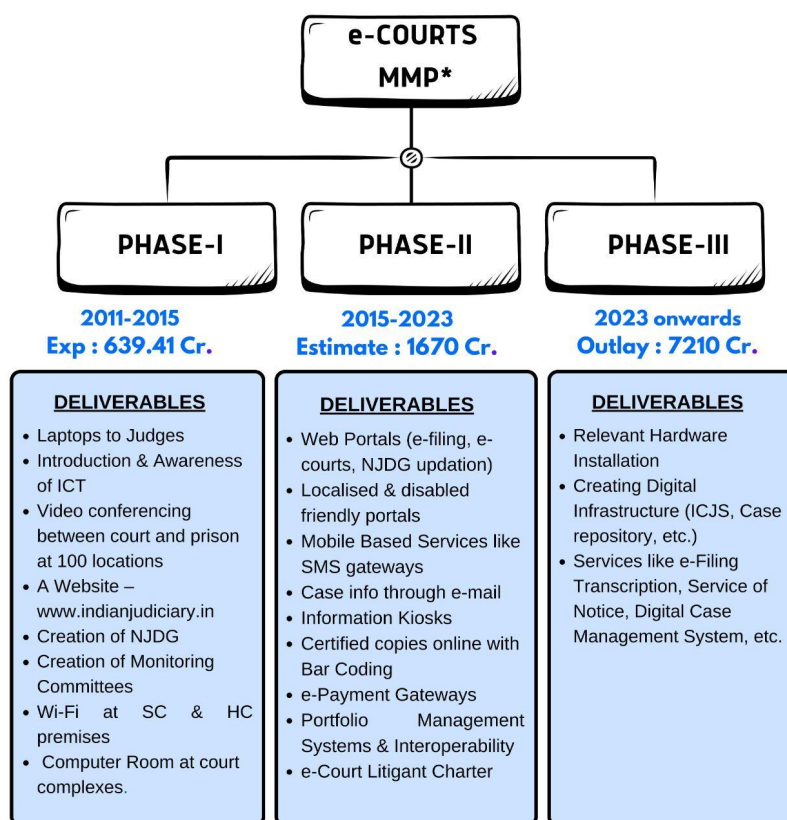 e-COURTS
MMP*
PHASE-I
PHASE-II
PHASE-III
2011-2015
Exp : 639.41 Cr.
2015-2023
Estimate : 1670 Cr.
2023 onwards
Outlay : 7210 Cr.
DELIVERABLES
• Laptops to Judges
• Introduction & Awareness
of ICT
• Video conferencing
between court and prison
at 100 locations
• A Website –
www.indianjudiciary.in
• Creation of NJDG
• Creation of Monitoring
Committees
• Wi-Fi at SC & HC
premises
• Computer Room at court
complexes.
DELIVERABLES
• Web Portals (e-filing, e-
courts, NJDG updation)
• Localised & disabled
friendly portals
• Mobile Based Services like
SMS gateways
• Case info through e-mail
• Information Kiosks
• Certified copies online with
Bar Coding
• e-Payment Gateways
• Portfolio Management
Systems & Interoperability
• e-Court Litigant Charter
DELIVERABLES
• Relevant Hardware
Installation
• Creating Digital
Infrastructure (ICJS, Case
repository, etc.)
• Services like e-Filing
Transcription, Service of
Notice, Digital Case
Management System, etc.